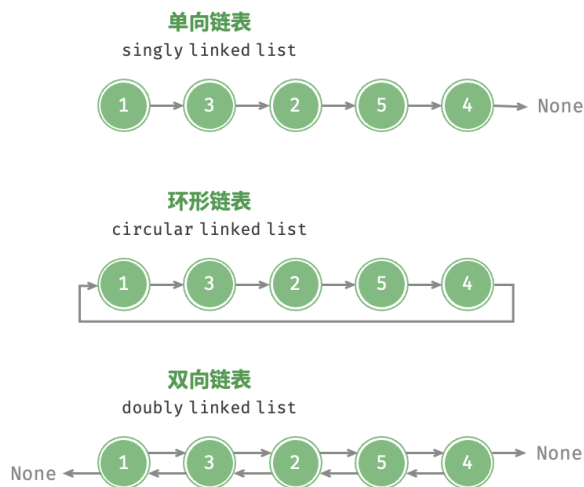 单向链表
singly linked list
1 3 2 5 4 None
环形链表
circular linked list
1 3 2 5 4
双向链表
doubly linked list
1 3 2 5 4 None
None